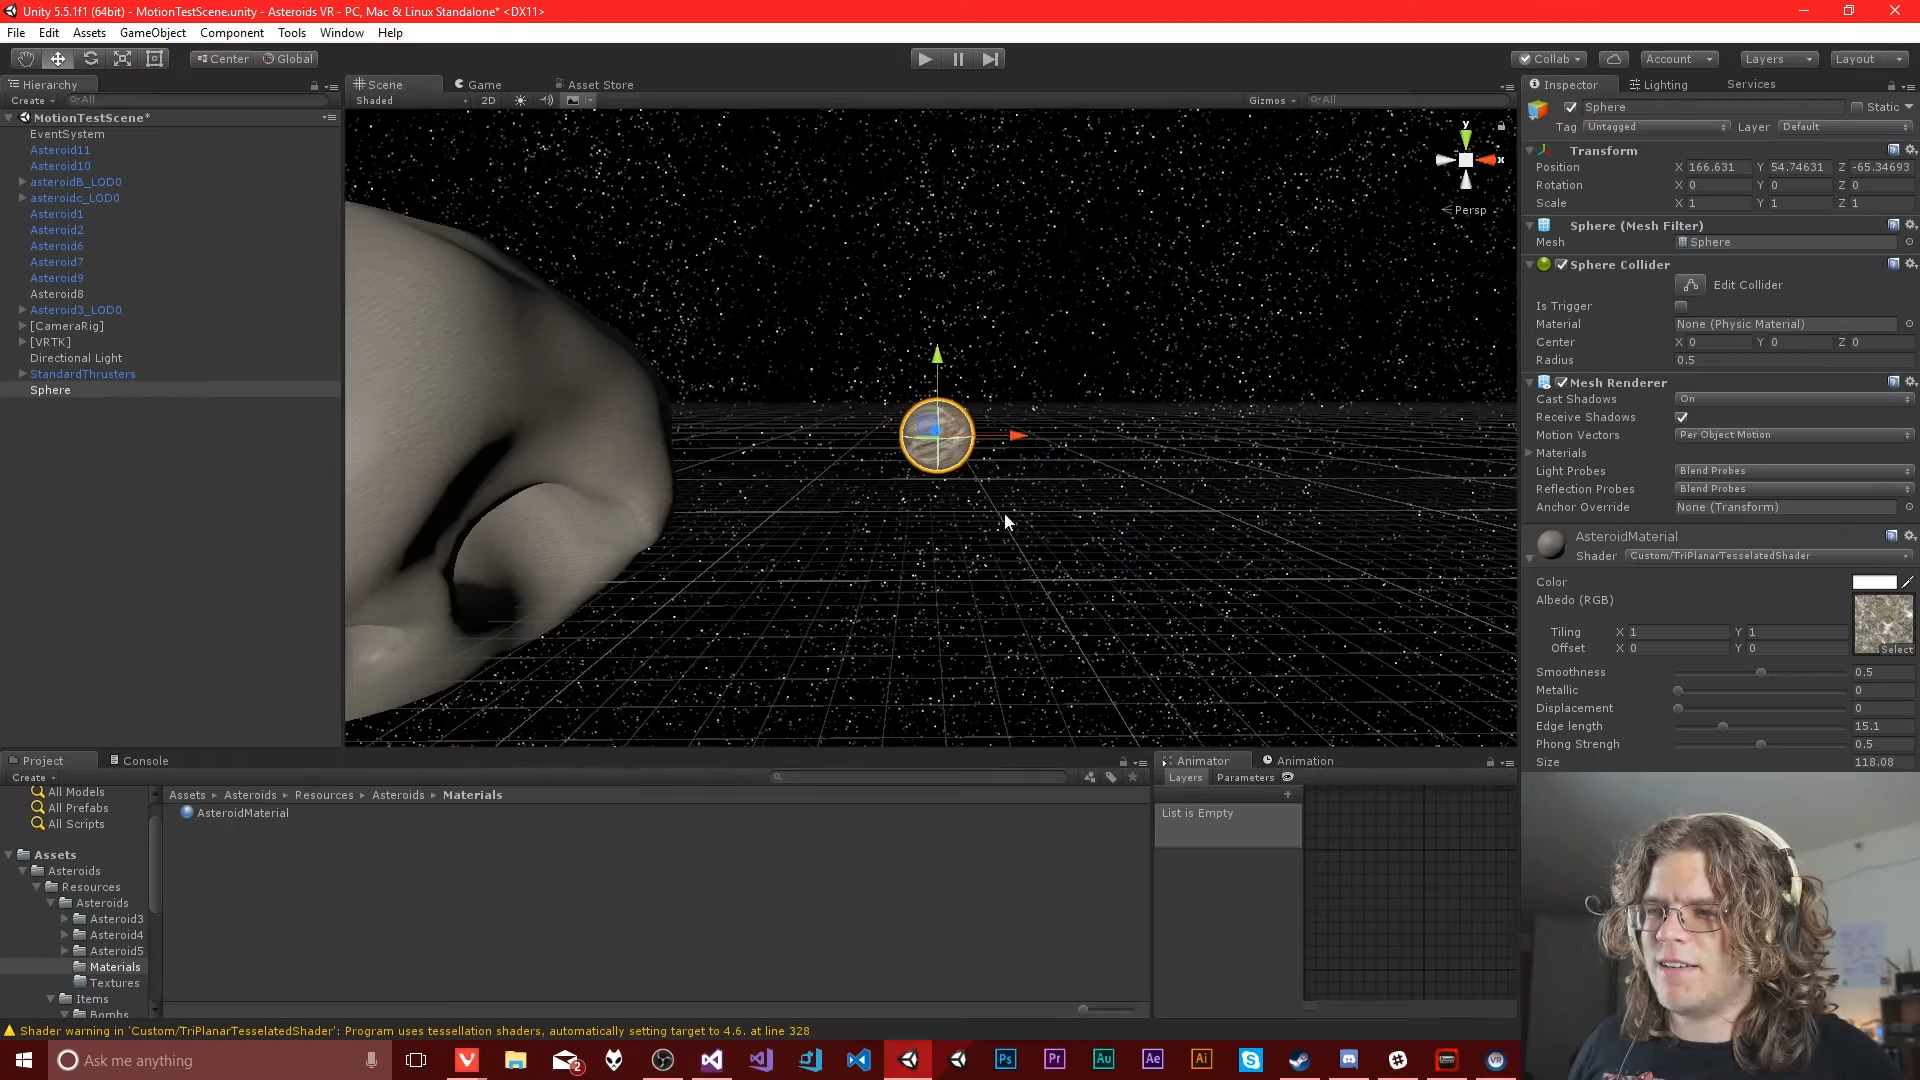 Unity 5.5.1f1 (64bit) - MotionTestScene.unity - Asteroids VR - PC, Mac & Linux Standalone* <DX11>
File Edit Assets GameObject Component Tools Window Help
Center Global Collab Account Layers Layout
Hierarchy
Create All
MotionTestScene*
EventSystem
Asteroid11
Asteroid10
asteroidB_LOD0
asteroidc_LOD0
Asteroid1
Asteroid2
Asteroid6
Asteroid7
Asteroid9
Asteroid8
Asteroid3_LOD0
[CameraRig]
[VRTK]
Directional Light
StandardThrusters
Sphere
Scene Game Asset Store
Shaded 2D Gizmos All
y
x
Persp
Inspector Lighting Services
Sphere Static
Tag Untagged Layer Default
Transform
Position X 166.631 Y 54.74631 Z -65.34693
Rotation X 0 Y 0 Z 0
Scale X 1 Y 1 Z 1
Sphere (Mesh Filter)
Mesh Sphere
Sphere Collider
Edit Collider
Is Trigger
Material None (Physic Material)
Center X 0 Y 0 Z 0
Radius 0.5
Mesh Renderer
Cast Shadows On
Receive Shadows
Motion Vectors Per Object Motion
Materials
Light Probes Blend Probes
Reflection Probes Blend Probes
Anchor Override None (Transform)
AsteroidMaterial
Shader Custom/TriPlanarTesselatedShader
Color
Albedo (RGB)
Tiling X 1 Y 1
Offset X 0 Y 0
Select
Smoothness 0.5
Metallic 0
Displacement 0
Edge length 15.1
Phong Strengh 0.5
Size 118.08
Project Console
Create
All Models
All Prefabs
All Scripts
Assets
Asteroids
Resources
Asteroids
Asteroid3
Asteroid4
Asteroid5
Materials
Textures
Items
Bombs
Assets Asteroids Resources Asteroids Materials
AsteroidMaterial
Animator Animation
Layers Parameters
List is Empty
Shader warning in 'Custom/TriPlanarTesselatedShader': Program uses tessellation shaders, automatically setting target to 4.6. at line 328
Ask me anything
2
Ps Pr Au Ae Ai
VR